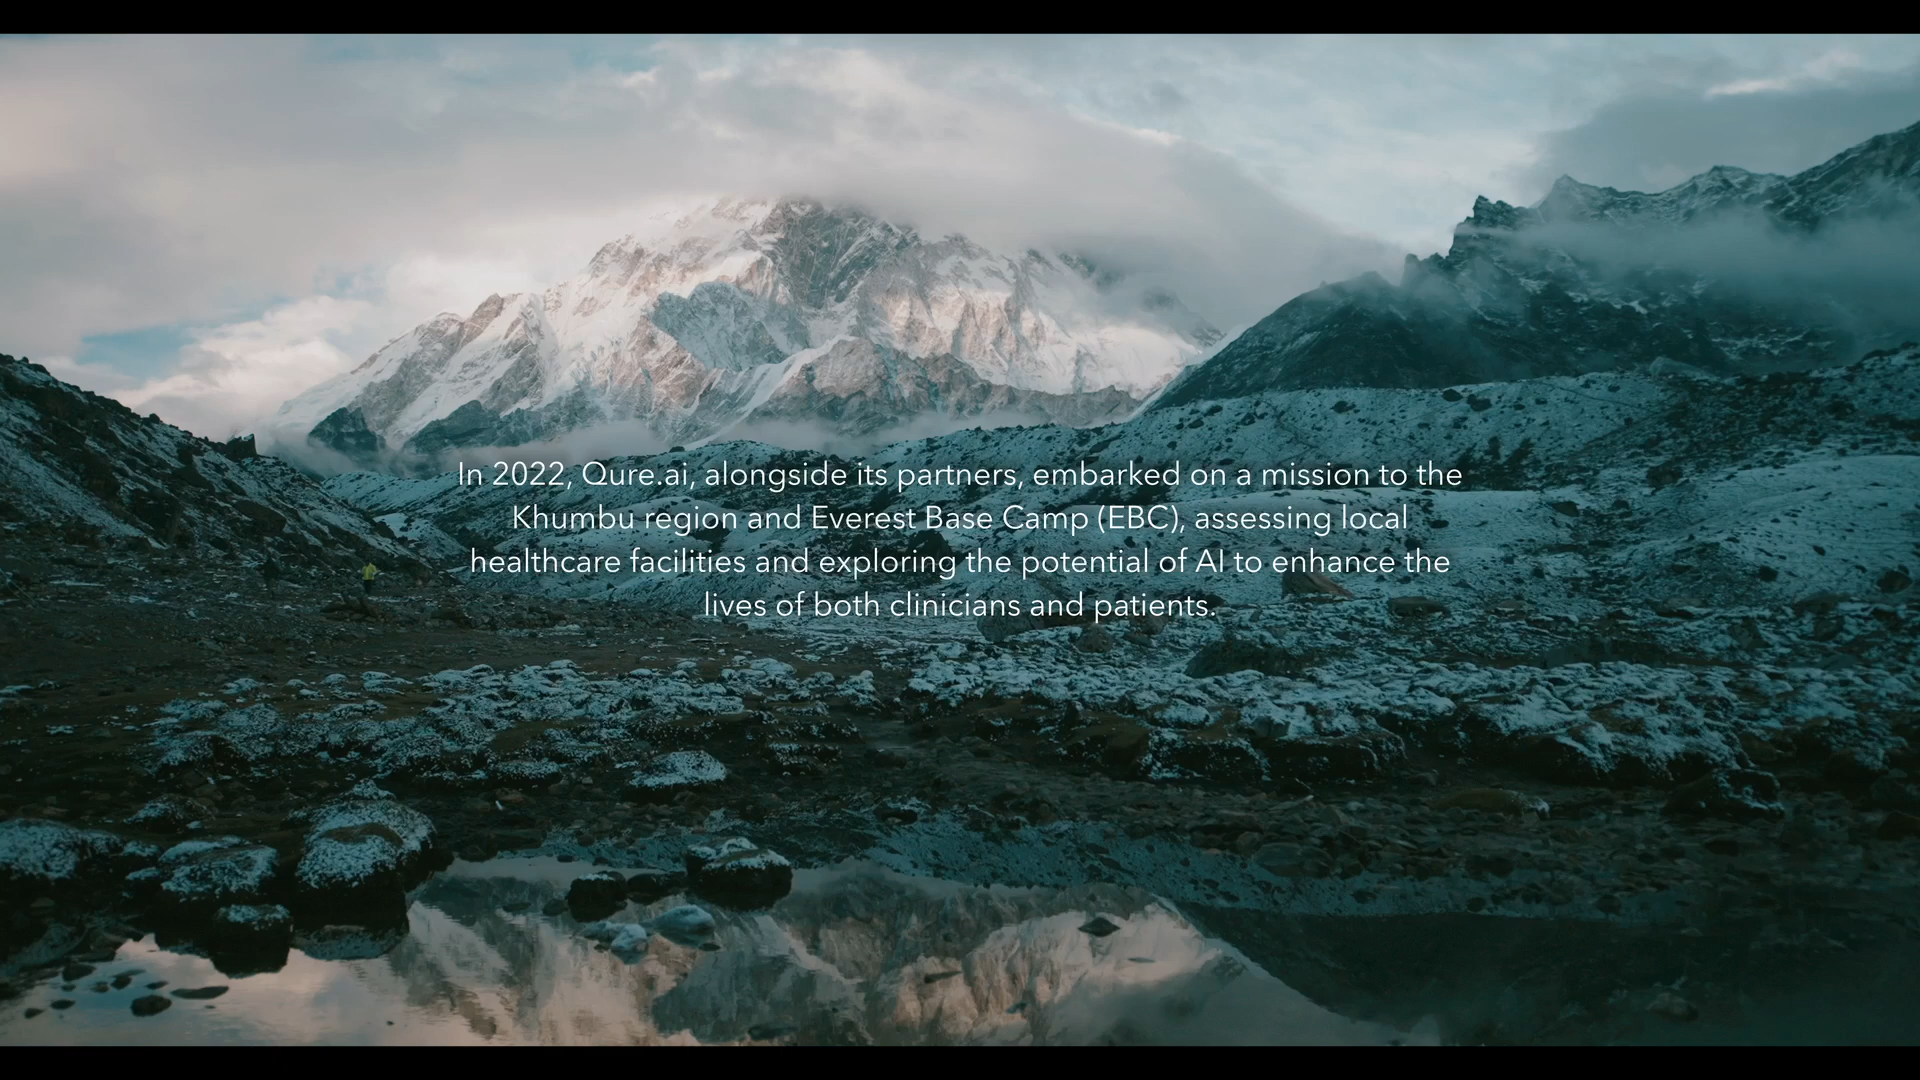 In 2022, Qure.ai, alongside its partners, embarked on a mission to the
Khumbu region and Everest Base Camp (EBC), assessing local
healthcare facilities and exploring the potential of AI to enhance the
lives of both clinicians and patients.